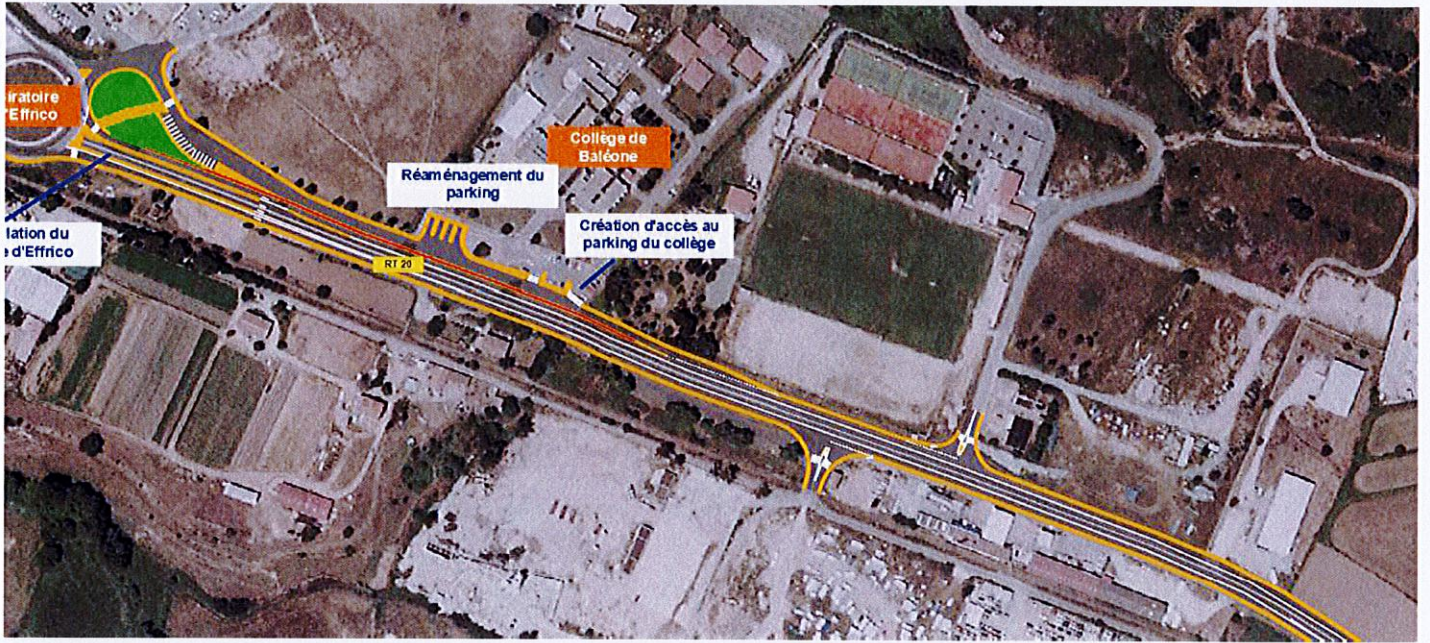 iratoire
'Effrico
Collège de
Baléone
Réaménagement du
parking
Création d'accès au
parking du collège
lation du
e d'Effrico
RT 20